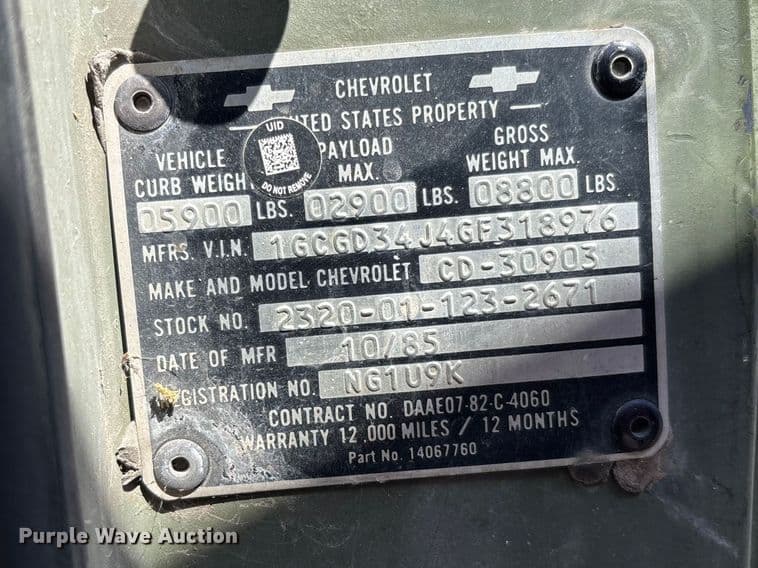 CHEVROLET
UNITED STATES PROPERTY
UID
DO NOT REMOVE
VEHICLE CURB WEIGHT 05900 LBS.
PAYLOAD MAX. 02900 LBS.
GROSS WEIGHT MAX. 08800 LBS.
MFRS. V.I.N. 1GCGD34J4GF318976
MAKE AND MODEL CHEVROLET CD-30903
STOCK NO. 2320-01-123-2671
DATE OF MFR 10/85
REGISTRATION NO. NG1U9K
CONTRACT NO. DAAE07-82-C-4060
WARRANTY 12,000 MILES / 12 MONTHS
Part No. 14067760
Purple Wave Auction